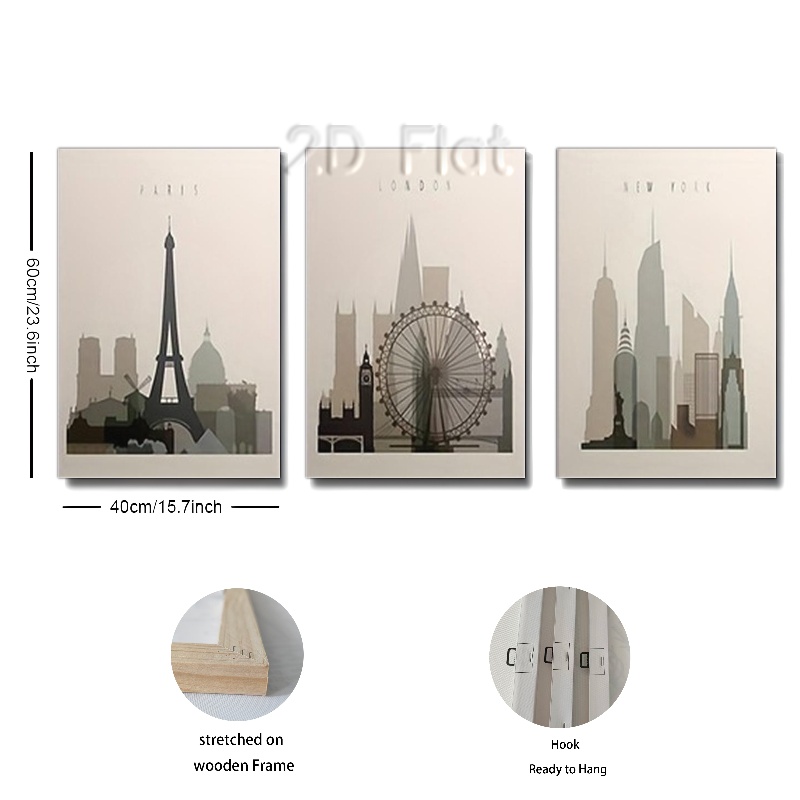 2D Flat
PARIS
LONDON
NEW YORK
60cm/23.6inch
40cm/15.7inch
stretched on
wooden Frame
Hook
Ready to Hang